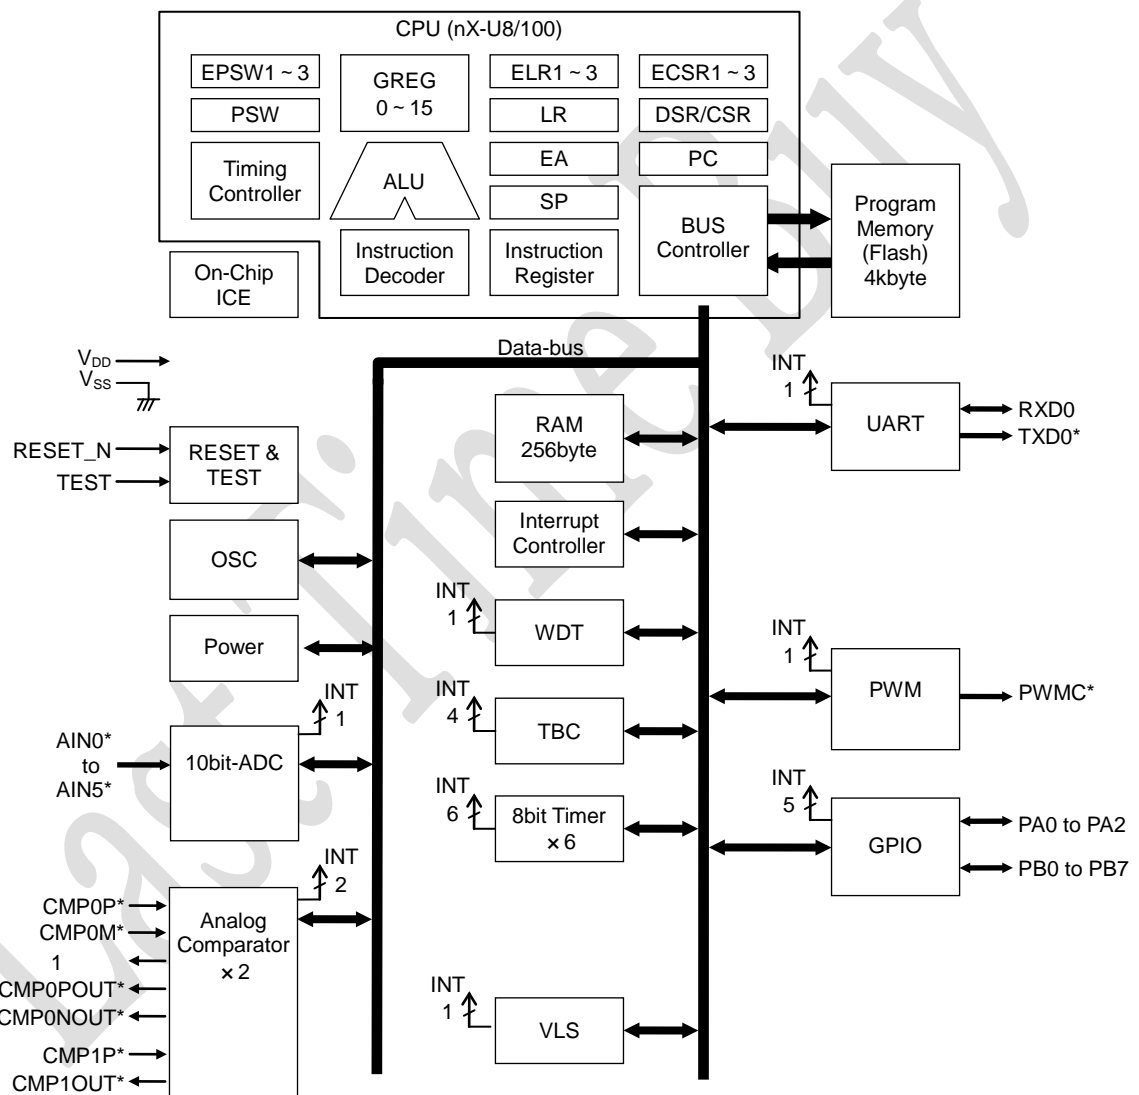 CPU (nX-U8/100)
EPSW1 ~ 3
GREG
0 ~ 15
ELR1 ~ 3
ECSR1 ~ 3
PSW
LR
DSR/CSR
Timing
Controller
ALU
EA
PC
SP
BUS
Controller
Program
Memory
(Flash)
4kbyte
On-Chip
ICE
Instruction
Decoder
Instruction
Register
Data-bus
VDD
VSS
RESET_N
TEST
RESET &
TEST
RAM
256byte
INT
1
UART
RXD0
TXD0*
OSC
Interrupt
Controller
Power
INT
1
WDT
INT
1
PWM
PWMC*
AIN0*
to
AIN5*
10bit-ADC
INT
1
INT
4
TBC
INT
6
8bit Timer
× 6
INT
5
GPIO
PA0 to PA2
PB0 to PB7
CMP0P*
CMP0M*
1
CMP0POUT*
CMP0NOUT*
CMP1P*
CMP1OUT*
Analog
Comparator
× 2
INT
2
INT
1
VLS
Last Time Buy